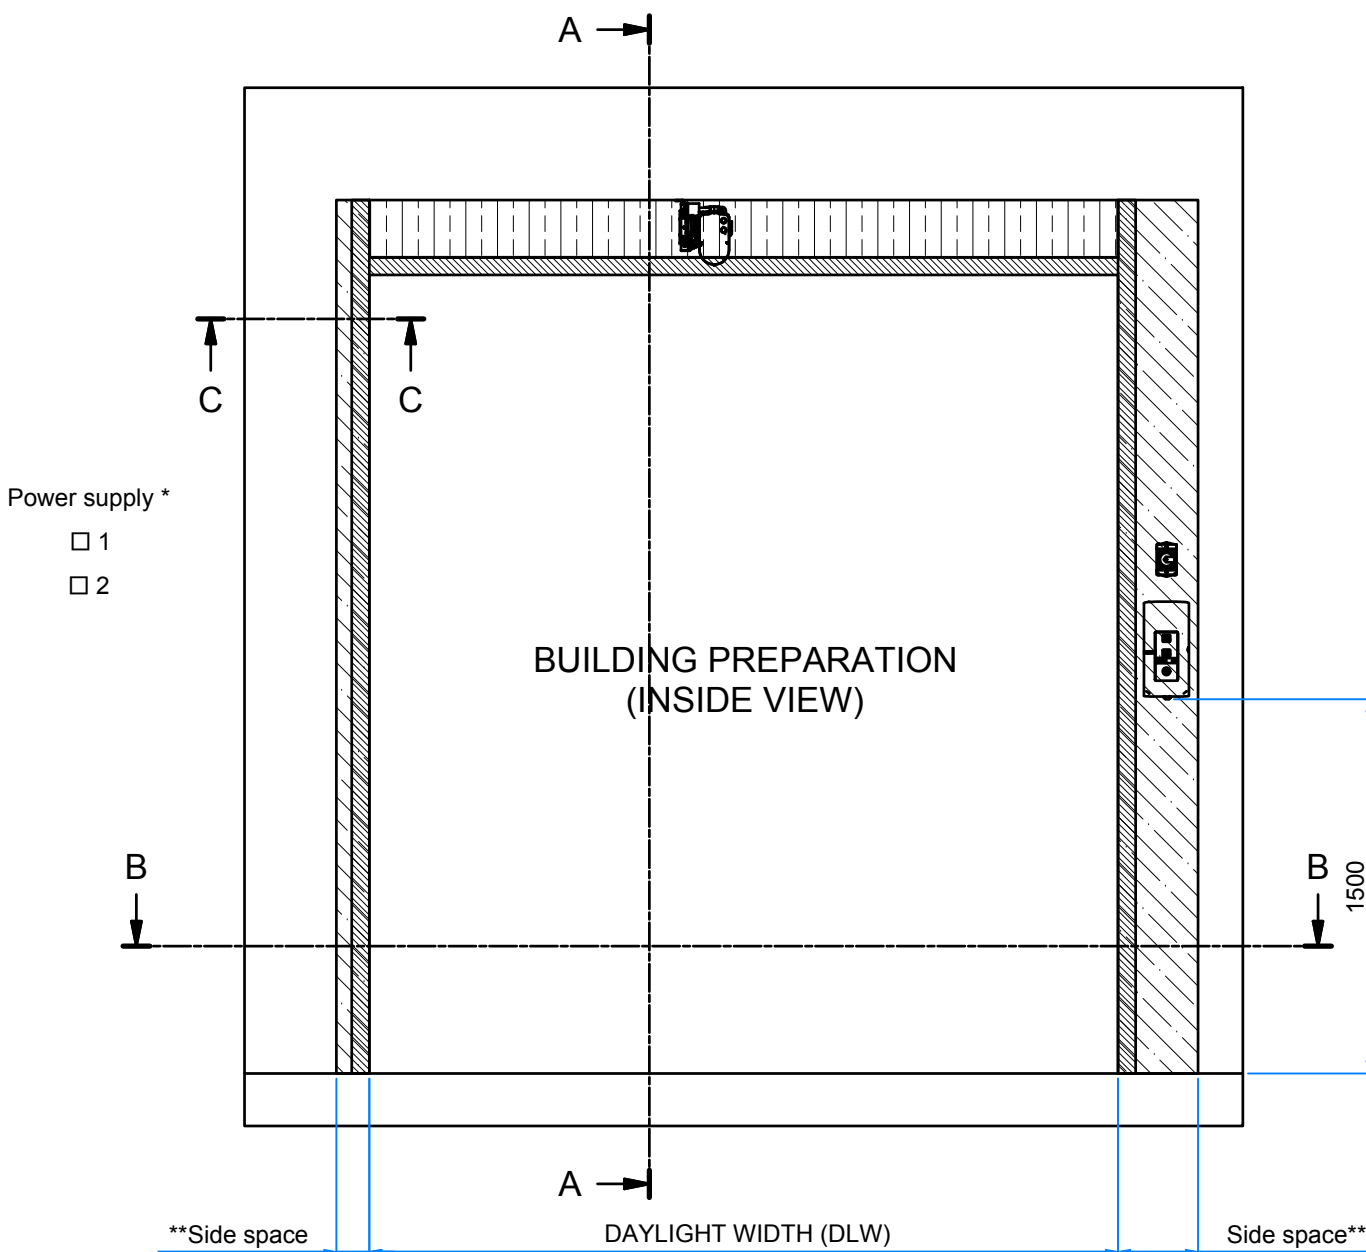 A
C
C
Power supply *
1
2
BUILDING PREPARATION
(INSIDE VIEW)
B
B
1500
A
**Side space
DAYLIGHT WIDTH (DLW)
Side space**